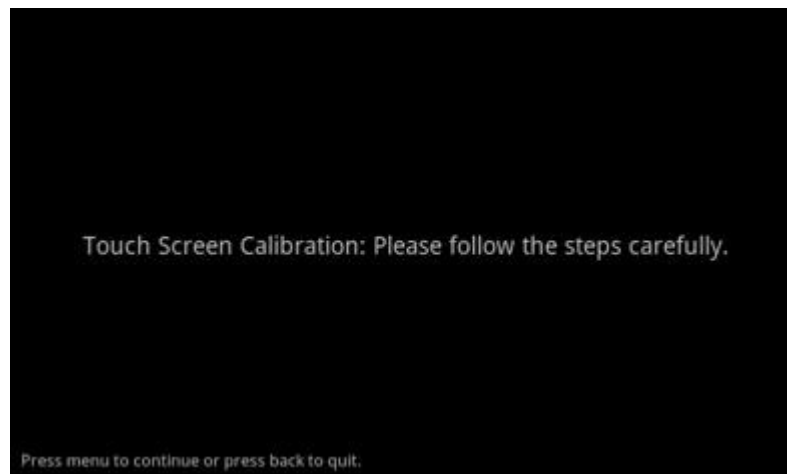 Touch Screen Calibration: Please follow the steps carefully.
Press menu to continue or press back to quit.